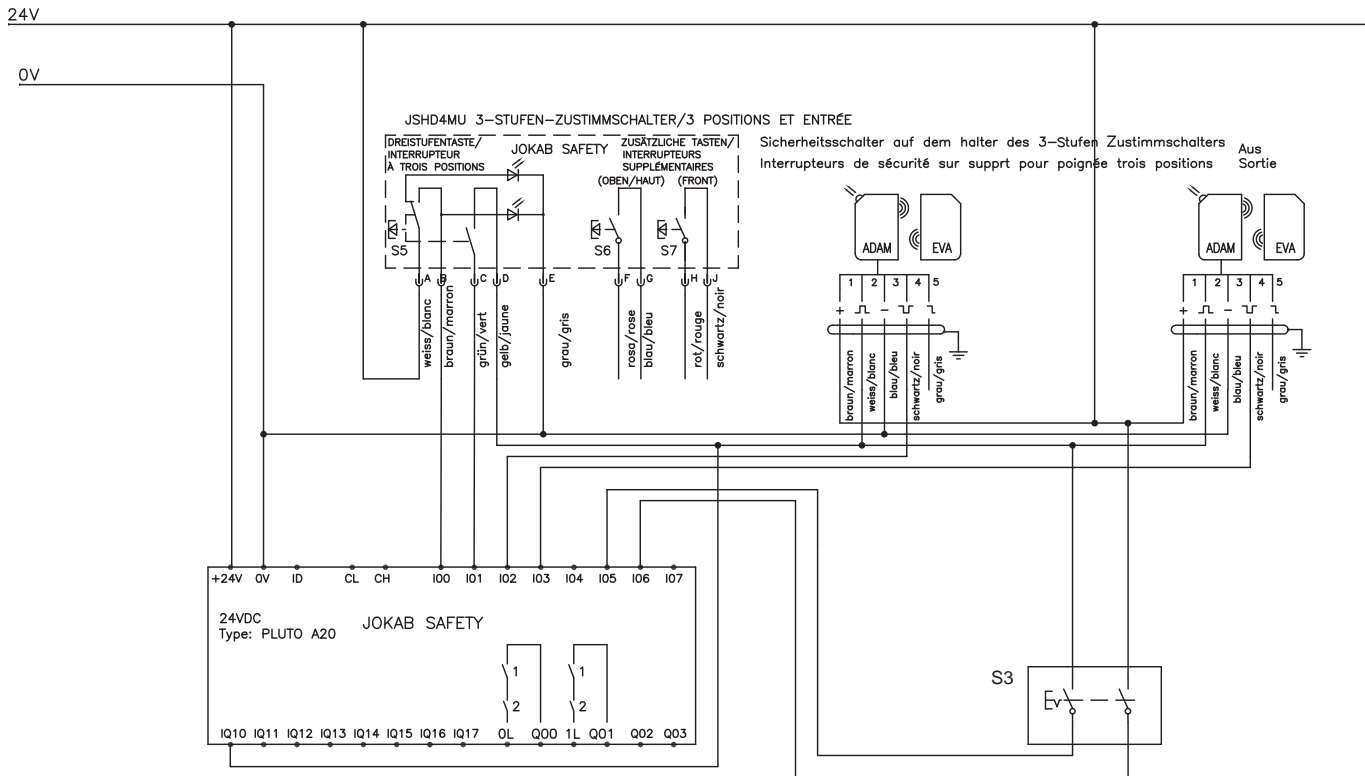 24V
0V
JSHD4MU 3-STUFEN-ZUSTIMMSCHALTER/3 POSITIONS ET ENTRÉE
DREISTUFENTASTE/
INTERRUPTEUR
À TROIS POSITIONS
JOKAB SAFETY
ZUSÄTZLICHE TASTEN/
INTERRUPTEURS
SUPPLÉMENTAIRES
(OBEN/HAUT) (FRONT)
S5
S6
S7
A B C D E F G H J
weiss/blanc
braun/marron
grün/vert
gelb/jaune
grau/gris
rosa/rose
blau/bleu
rot/rouge
schwartz/noir
Sicherheitsschalter auf dem halter des 3-Stufen Zustimmschalters
Interrupteurs de sécurité sur supprt pour poignée trois positions
Aus
Sortie
ADAM EVA
1 2 3 4 5
+ -
braun/marron
weiss/blanc
blau/bleu
schwartz/noir
grau/gris
ADAM EVA
1 2 3 4 5
+ -
braun/marron
weiss/blanc
blau/bleu
schwartz/noir
grau/gris
+24V 0V ID CL CH I00 I01 I02 I03 I04 I05 I06 I07
24VDC
Type: PLUTO A20
JOKAB SAFETY
1 1
2 2
IQ10 IQ11 IQ12 IQ13 IQ14 IQ15 IQ16 IQ17 0L Q00 1L Q01 Q02 Q03
S3